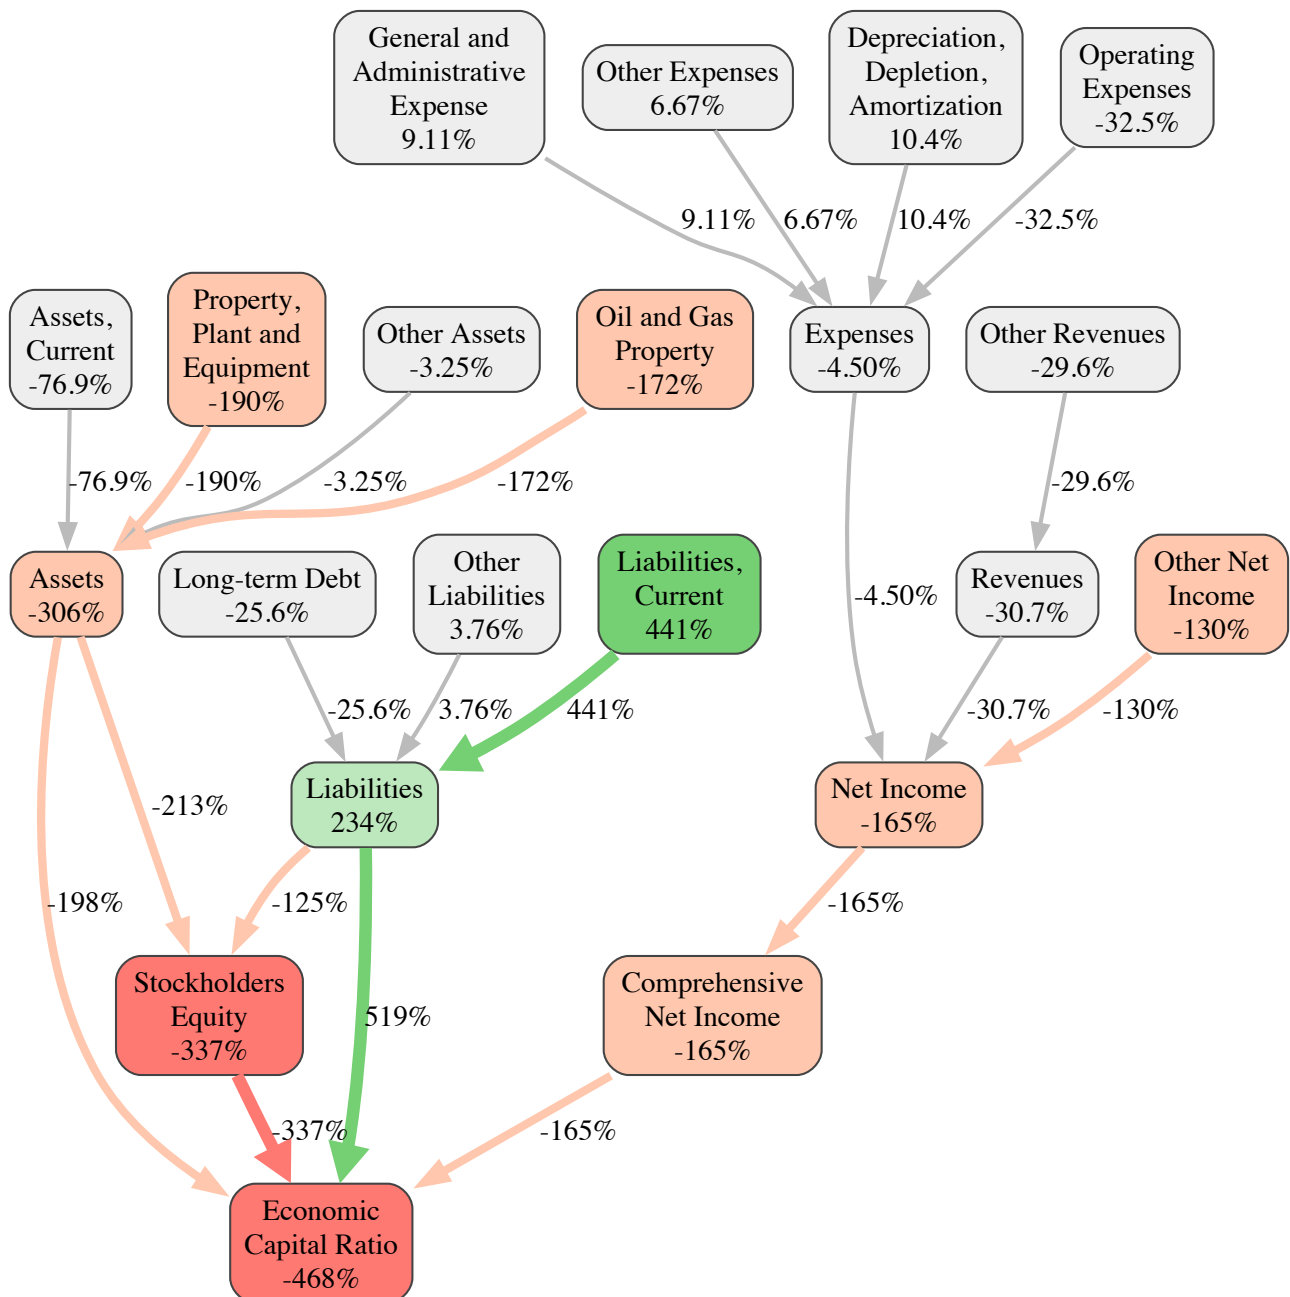 General and
Administrative
Expense
9.11%
Other Expenses
6.67%
Depreciation,
Depletion,
Amortization
10.4%
Operating
Expenses
-32.5%
9.11%
6.67%
10.4%
-32.5%
Assets,
Current
-76.9%
Property,
Plant and
Equipment
-190%
Other Assets
-3.25%
Oil and Gas
Property
-172%
Expenses
-4.50%
Other Revenues
-29.6%
-76.9%
-190%
-3.25%
-172%
-29.6%
Assets
-306%
Long-term Debt
-25.6%
Other
Liabilities
3.76%
Liabilities,
Current
441%
-4.50%
Revenues
-30.7%
Other Net
Income
-130%
-25.6%
3.76%
441%
-30.7%
-130%
-213%
Liabilities
234%
Net Income
-165%
-198%
-125%
-165%
Stockholders
Equity
-337%
519%
Comprehensive
Net Income
-165%
-337%
-165%
Economic
Capital Ratio
-468%